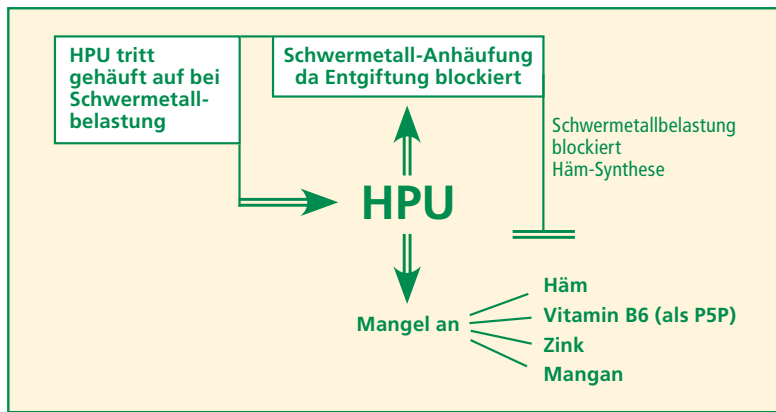 HPU tritt
gehäuft auf bei
Schwermetall-
belastung
Schwermetall-Anhäufung
da Entgiftung blockiert
Schwermetallbelastung
blockiert
Häm-Synthese
HPU
Mangel an
Häm
Vitamin B6 (als P5P)
Zink
Mangan